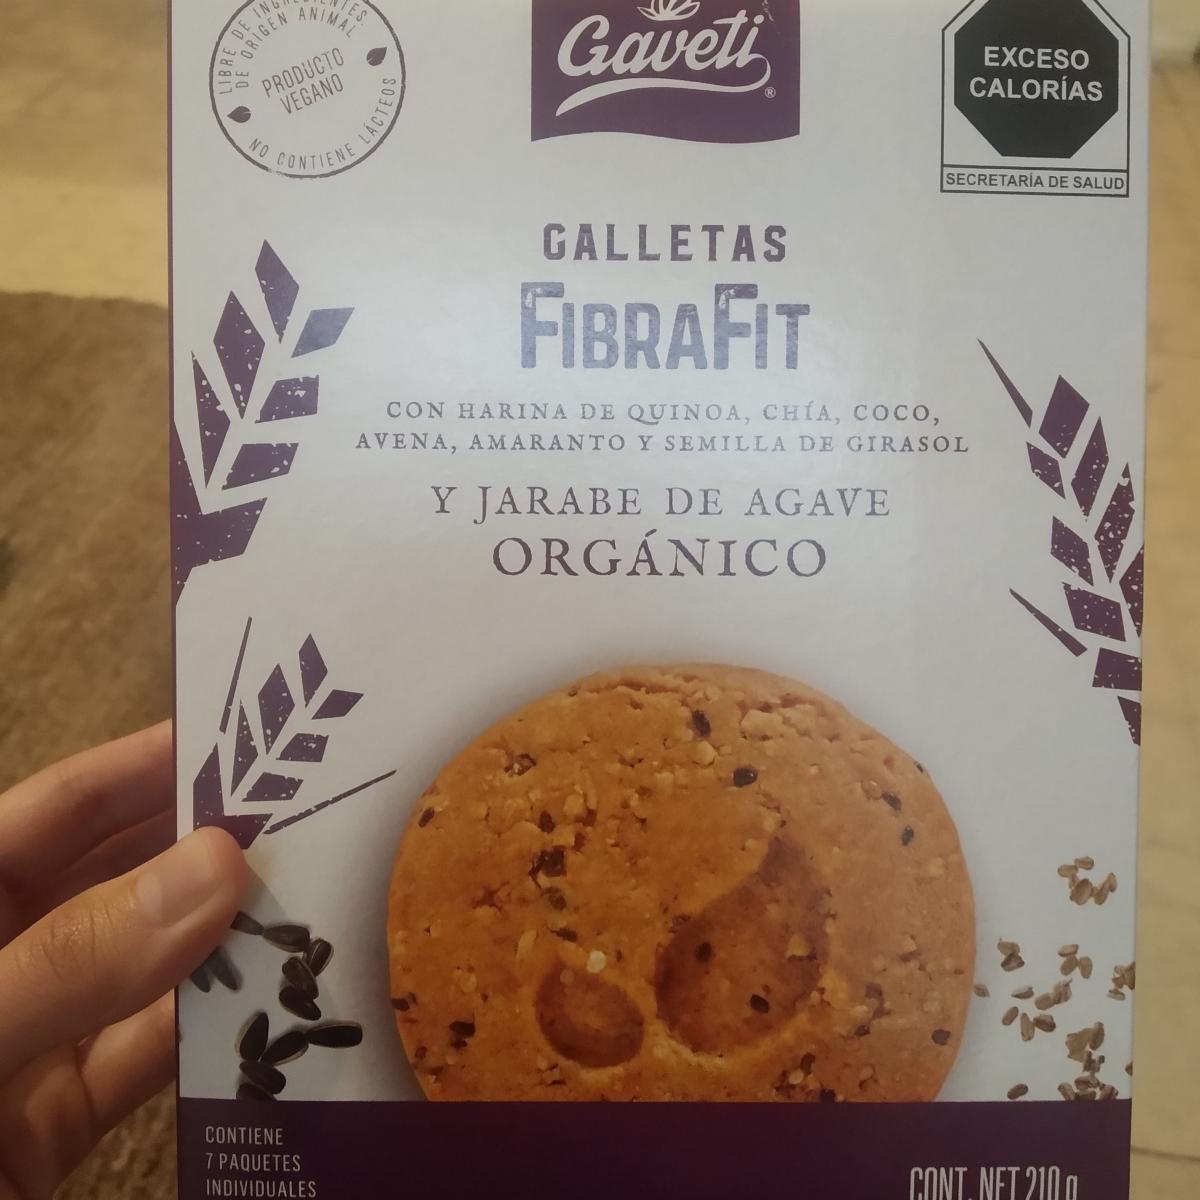 LIBRE DE INGREDIENTES
DE ORIGEN ANIMAL
PRODUCTO
VEGANO
NO CONTIENE LÁCTEOS
Gaveti®
EXCESO
CALORÍAS
SECRETARÍA DE SALUD
GALLETAS
FIBRAFIT
CON HARINA DE QUINOA, CHÍA, COCO,
AVENA, AMARANTO Y SEMILLA DE GIRASOL
Y JARABE DE AGAVE
ORGÁNICO
CONTIENE
7 PAQUETES
INDIVIDUALES
CONT. NET 210 g